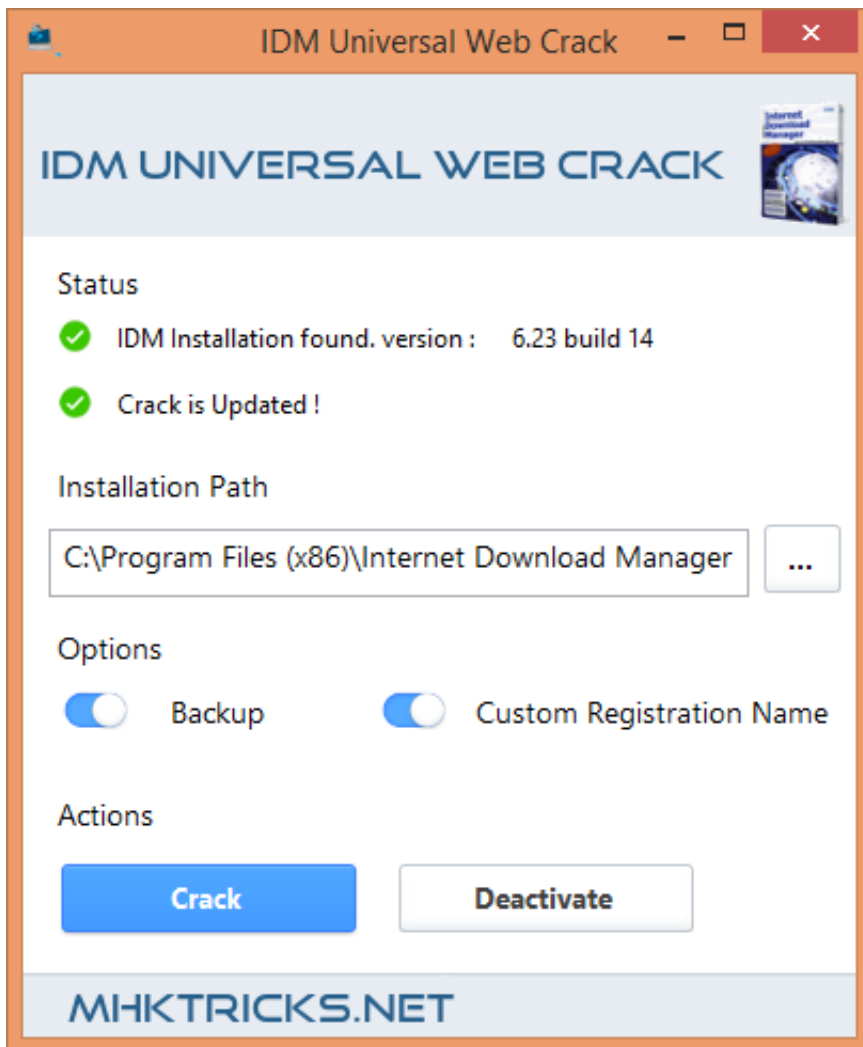 IDM Universal Web Crack
IDM UNIVERSAL WEB CRACK
Internet
Download
Manager
Status
IDM Installation found. version : 6.23 build 14
Crack is Updated !
Installation Path
C:\Program Files (x86)\Internet Download Manager
...
Options
Backup Custom Registration Name
Actions
Crack Deactivate
MHKTRICKS.NET